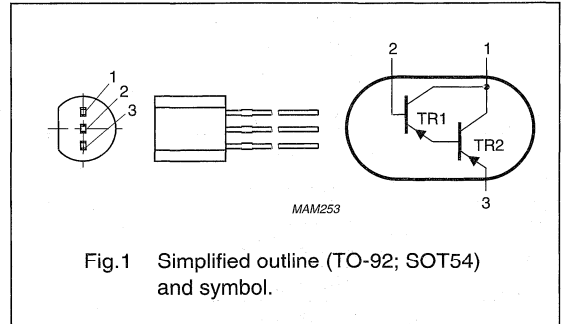 1
2
3
2 1
TR1
TR2
3
MAM253
Fig.1 Simplified outline (TO-92; SOT54)
and symbol.